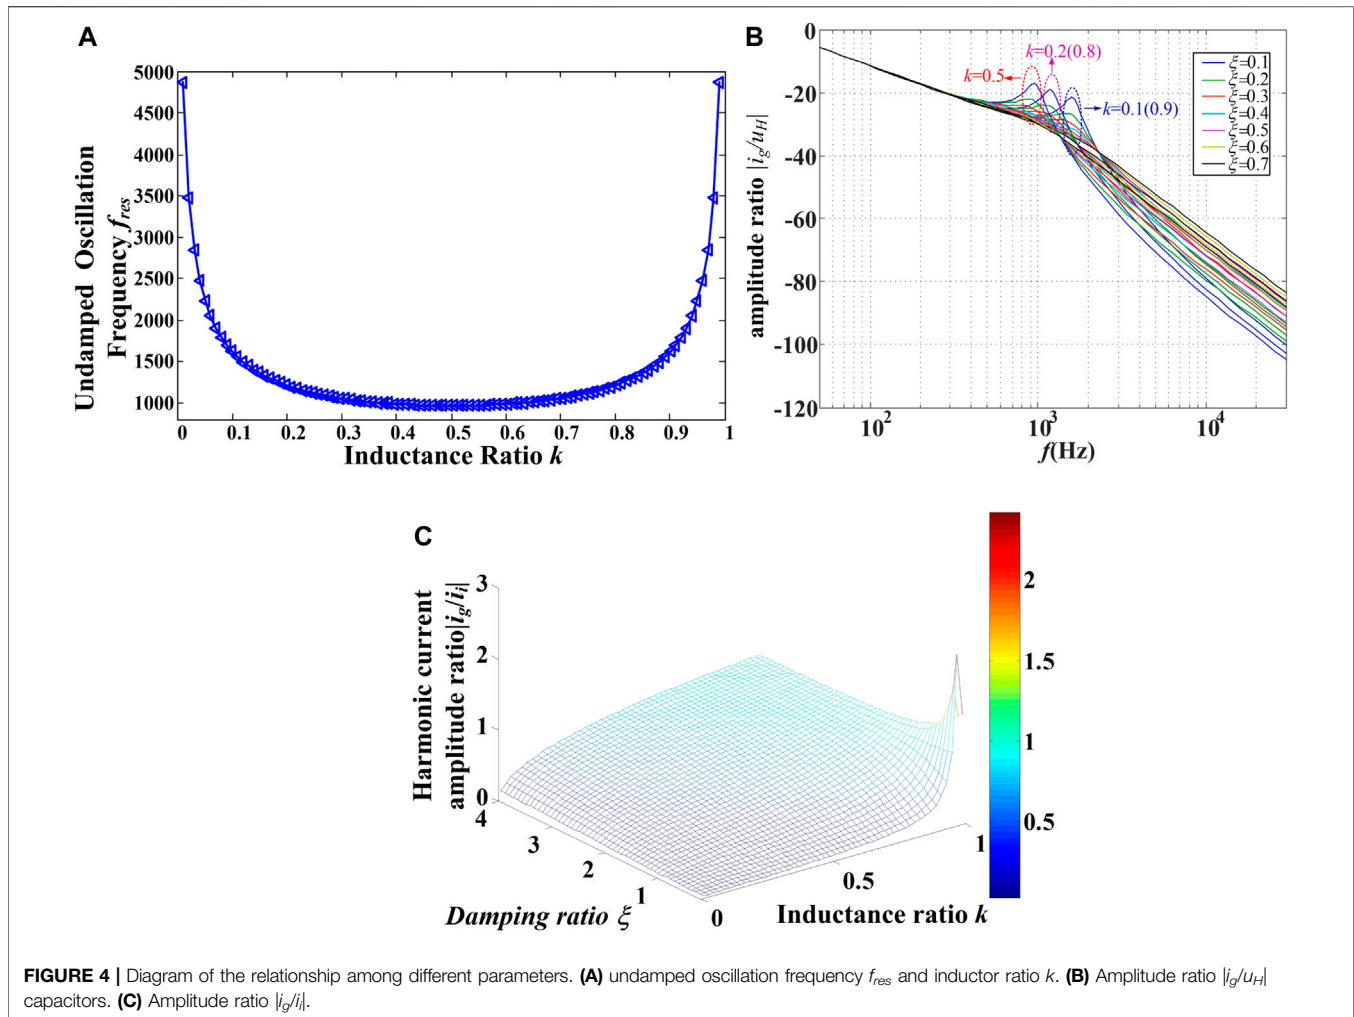 A
Undamped Oscillation
Frequency fres
5000
4500
4000
3500
3000
2500
2000
1500
1000
0 0.1 0.2 0.3 0.4 0.5 0.6 0.7 0.8 0.9 1
Inductance Ratio k
B
amplitude ratio |ig/uH|
0
-20
-40
-60
-80
-100
-120
k=0.2(0.8)
k=0.5
k=0.1(0.9)
ξ=0.1
ξ=0.2
ξ=0.3
ξ=0.4
ξ=0.5
ξ=0.6
ξ=0.7
10² 10³ 10⁴
f(Hz)
C
Harmonic current
amplitude ratio|ig/ii|
3
2
1
0
4
3
2
1
0
0.5
1
Damping ratio ξ
Inductance ratio k
2
1.5
1
0.5
FIGURE 4 | Diagram of the relationship among different parameters. (A) undamped oscillation frequency fres and inductor ratio k. (B) Amplitude ratio |ig/uH|
capacitors. (C) Amplitude ratio |ig/ii|.